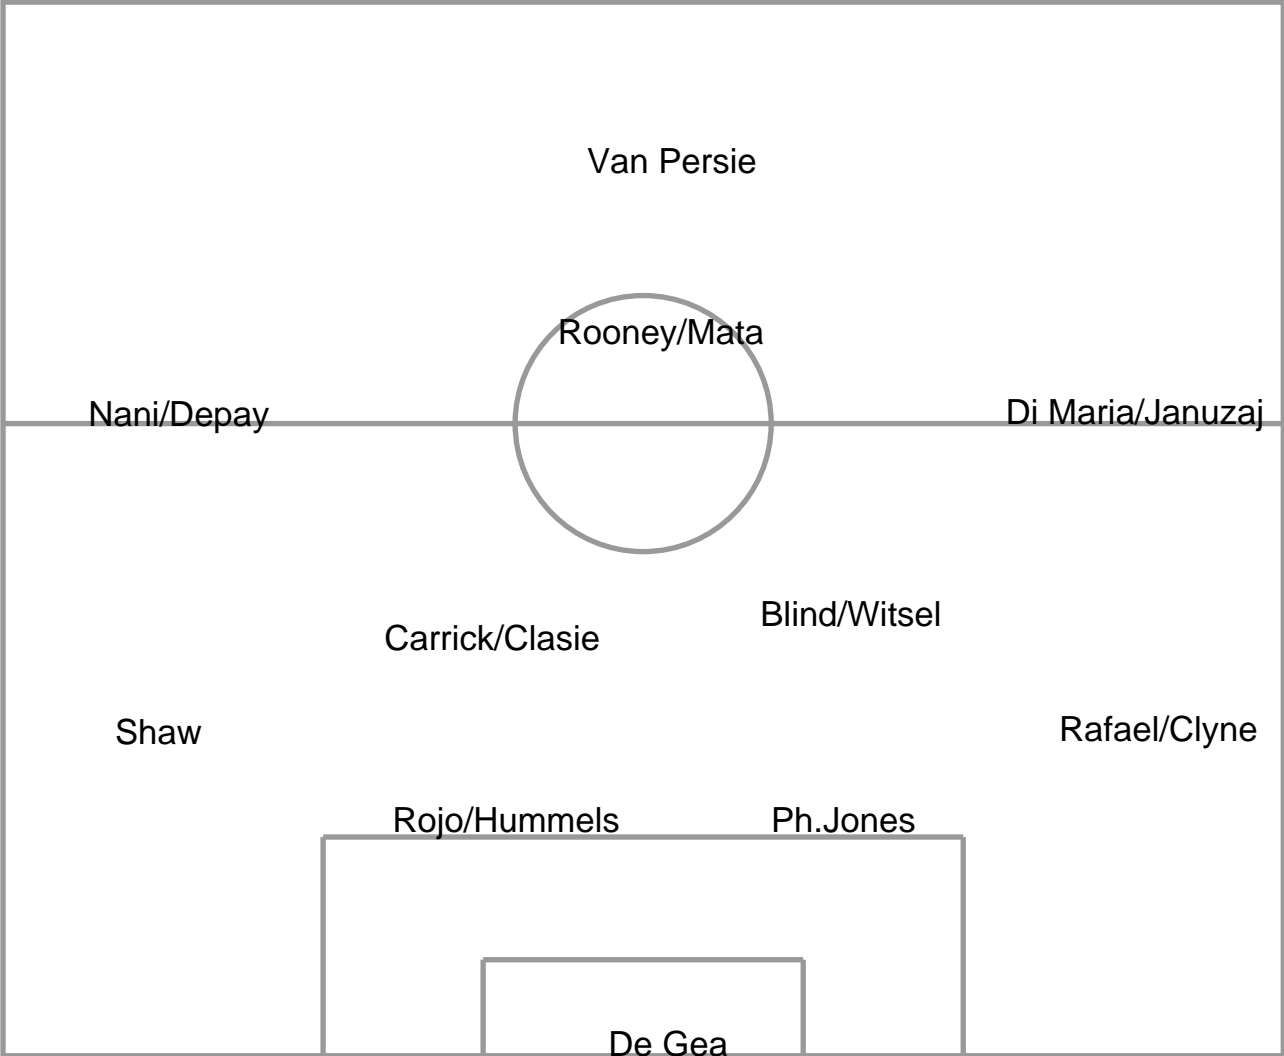 Van Persie
Rooney/Mata
Nani/Depay
Di Maria/Januzaj
Blind/Witsel
Carrick/Clasie
Shaw
Rafael/Clyne
Rojo/Hummels
Ph.Jones
De Gea